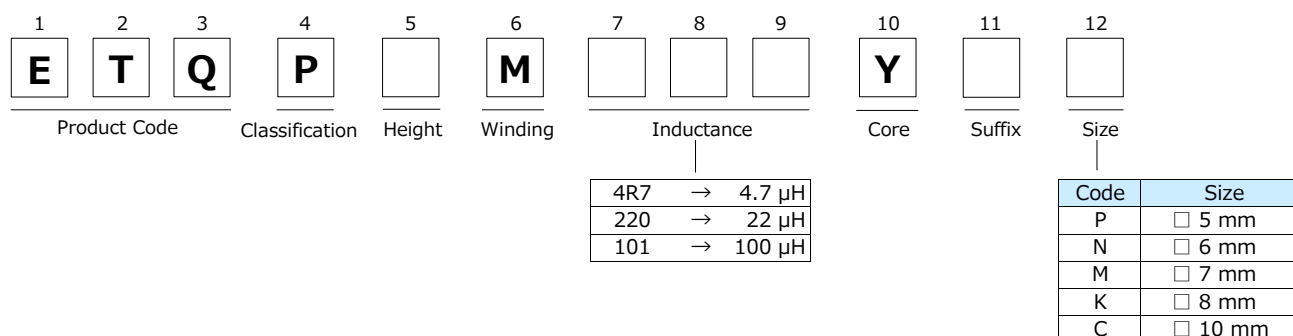 1 2 3 4 5 6 7 8 9 10 11 12
E T Q P M Y
Product Code Classification Height Winding Inductance Core Suffix Size
4R7 → 4.7 µH
220 → 22 µH
101 → 100 µH
Code Size
P □ 5 mm
N □ 6 mm
M □ 7 mm
K □ 8 mm
C □ 10 mm